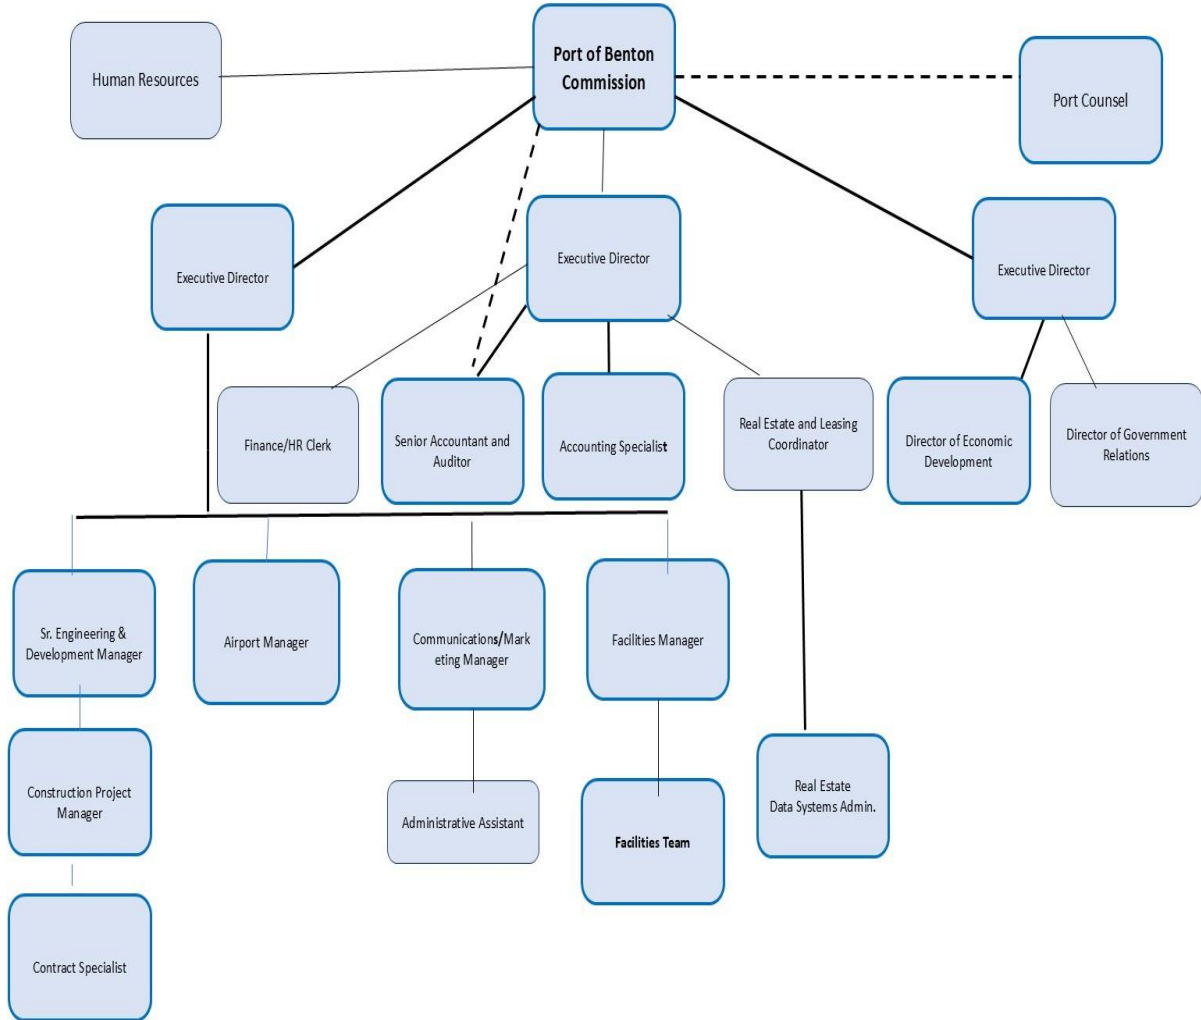 Port of Benton
Commission
Human Resources
Port Counsel
Executive Director
Executive Director
Executive Director
Finance/HR Clerk
Senior Accountant and
Auditor
Accounting Specialist
Real Estate and Leasing
Coordinator
Director of Economic
Development
Director of Government
Relations
Sr. Engineering &
Development Manager
Airport Manager
Communications/Mark
eting Manager
Facilities Manager
Construction Project
Manager
Administrative Assistant
Facilities Team
Real Estate
Data Systems Admin.
Contract Specialist